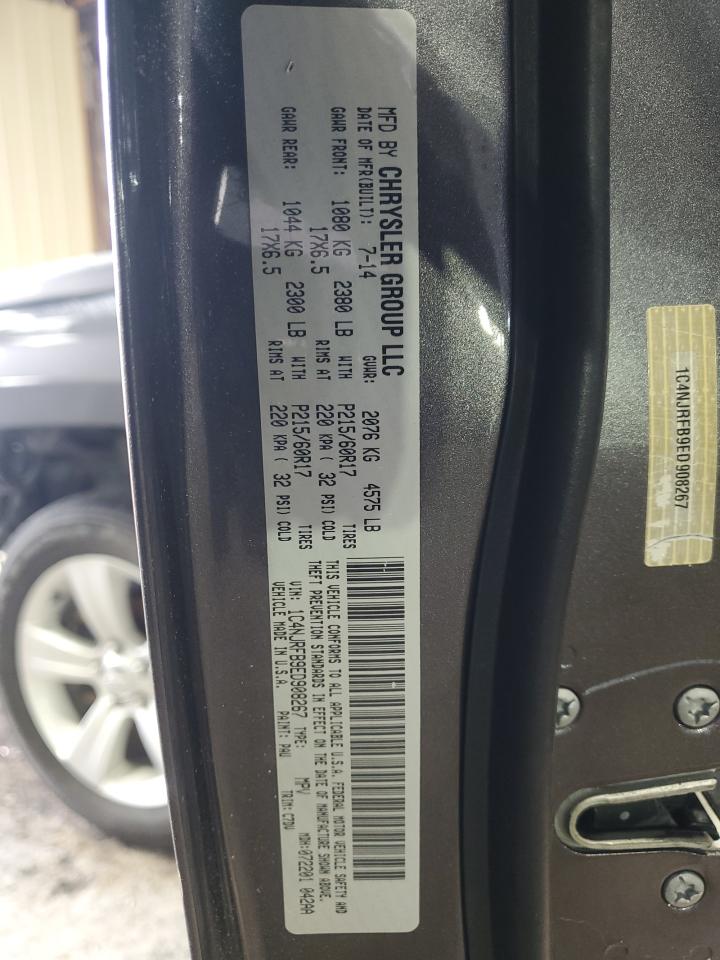 MFD BY CHRYSLER GROUP LLC
DATE OF MFR(BUILT): 7-14 GVWR: 2076 KG 4575 LB
GAWR FRONT: 1080 KG 2380 LB WITH P215/60R17 TIRES
17X6.5 RIMS AT 220 KPA ( 32 PSI) COLD
GAWR REAR: 1044 KG 2300 LB WITH P215/60R17 TIRES
17X6.5 RIMS AT 220 KPA ( 32 PSI) COLD
THIS VEHICLE CONFORMS TO ALL APPLICABLE U.S.A. FEDERAL MOTOR VEHICLE SAFETY AND
THEFT PREVENTION STANDARDS IN EFFECT ON THE DATE OF MANUFACTURE SHOWN ABOVE.
VIN: 1C4NJRFB9ED908267 TYPE: MPV MDH:072201 042AA
VEHICLE MADE IN U.S.A. PAINT: PAU TRIM: C7DV
1C4NJRFB9ED908267